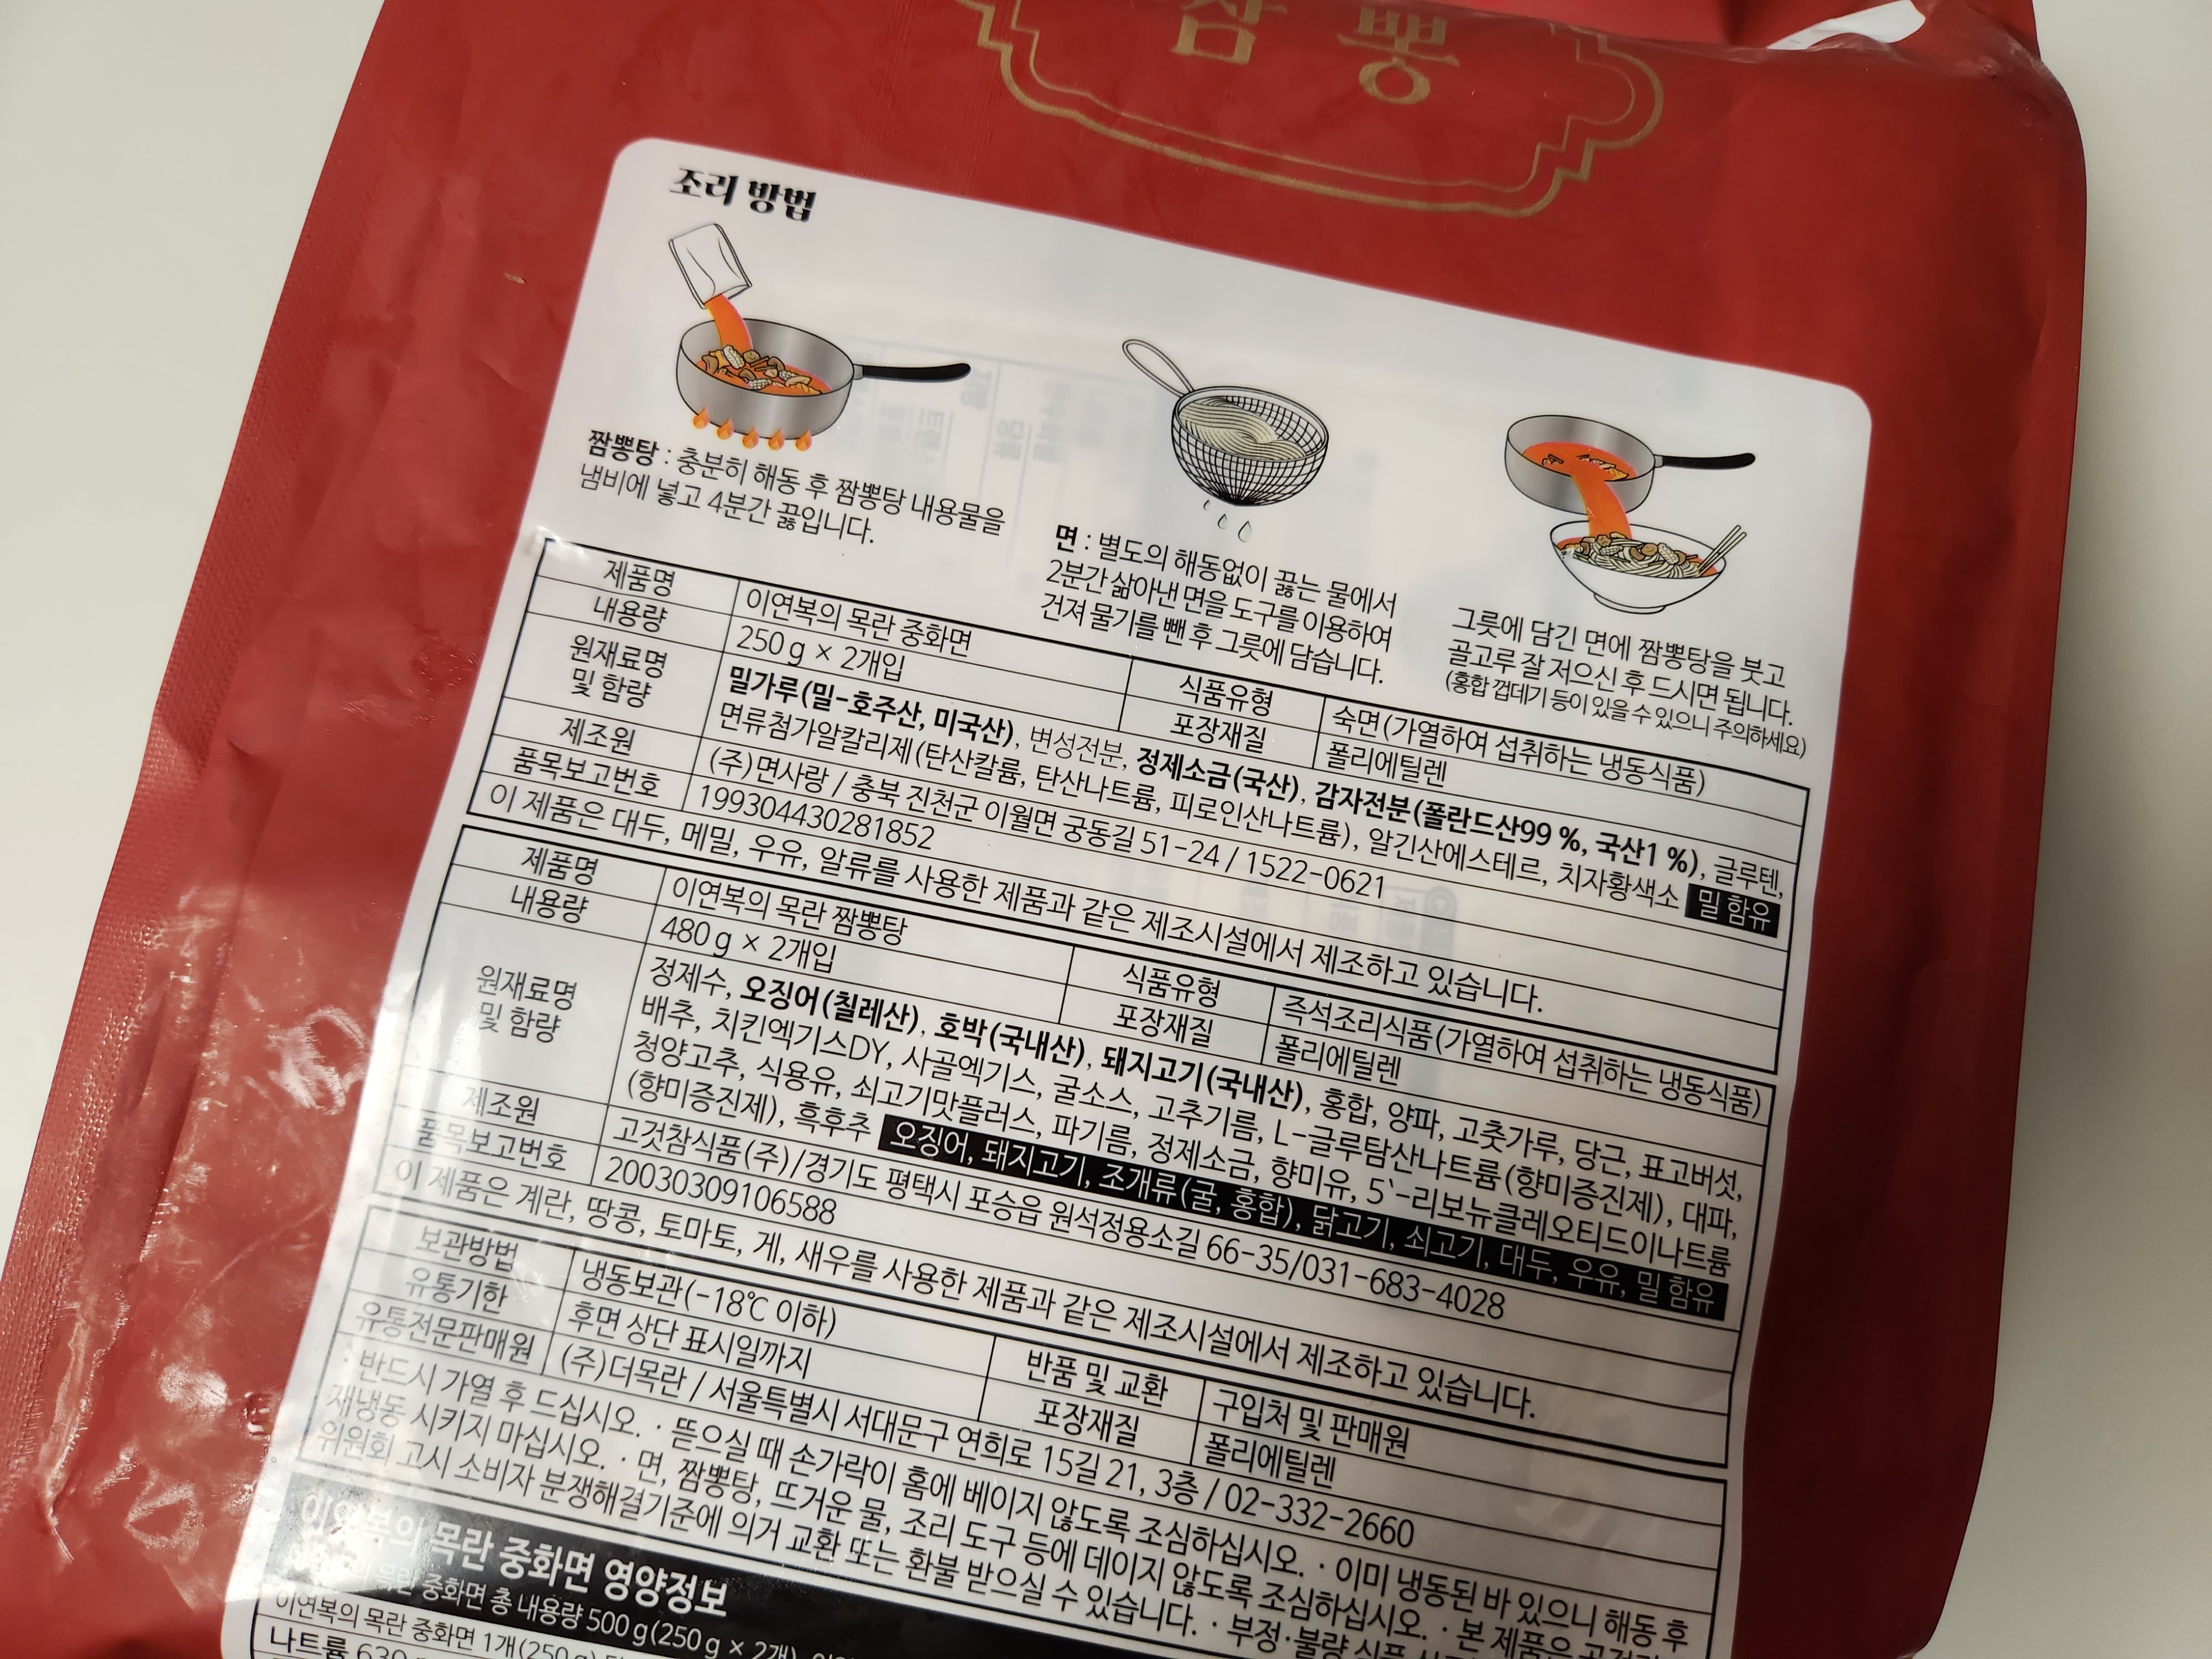 짬뽕
조리 방법
짬뽕탕 : 충분히 해동 후 짬뽕탕 내용물을
냄비에 넣고 4분간 끓입니다.
면 : 별도의 해동없이 끓는 물에서
2분간 삶아낸 면을 도구를 이용하여
건져 물기를 뺀 후 그릇에 담습니다.
그릇에 담긴 면에 짬뽕탕을 붓고
골고루 잘 저으신 후 드시면 됩니다.
(홍합 껍데기 등이 있을 수 있으니 주의하세요)
제품명 이연복의 목란 중화면 식품유형 숙면(가열하여 섭취하는 냉동식품)
내용량 250 g × 2개입 포장재질 폴리에틸렌
원재료명 및 함량
밀가루(밀-호주산, 미국산), 변성전분, 정제소금(국산), 감자전분(폴란드산99 %, 국산1 %), 글루텐,
면류첨가알칼리제(탄산칼륨, 탄산나트륨, 피로인산나트륨), 알긴산에스테르, 치자황색소 밀 함유
제조원 (주)면사랑 / 충북 진천군 이월면 궁동길 51-24 / 1522-0621
품목보고번호 199304430281852
이 제품은 대두, 메밀, 우유, 알류를 사용한 제품과 같은 제조시설에서 제조하고 있습니다.
제품명 이연복의 목란 짬뽕탕 식품유형 즉석조리식품(가열하여 섭취하는 냉동식품)
내용량 480 g × 2개입 포장재질 폴리에틸렌
원재료명 및 함량
정제수, 오징어(칠레산), 호박(국내산), 돼지고기(국내산), 홍합, 양파, 고춧가루, 당근, 표고버섯,
배추, 치킨엑기스DY, 사골엑기스, 굴소스, 고추기름, L-글루탐산나트륨(향미증진제), 대파,
청양고추, 식용유, 쇠고기맛플러스, 파기름, 정제소금, 향미유, 5`-리보뉴클레오티드이나트륨
(향미증진제), 흑후추 오징어, 돼지고기, 조개류(굴, 홍합), 닭고기, 쇠고기, 대두, 우유, 밀 함유
제조원 고것참식품(주)/경기도 평택시 포승읍 원석정용소길 66-35/031-683-4028
품목보고번호 20030309106588
이 제품은 계란, 땅콩, 토마토, 게, 새우를 사용한 제품과 같은 제조시설에서 제조하고 있습니다.
보관방법 냉동보관(-18℃ 이하) 반품 및 교환 구입처 및 판매원
유통기한 후면 상단 표시일까지 포장재질 폴리에틸렌
유통전문판매원 (주)더목란 / 서울특별시 서대문구 연희로 15길 21, 3층 / 02-332-2660
· 반드시 가열 후 드십시오. · 뜯으실 때 손가락이 홈에 베이지 않도록 조심하십시오. · 이미 냉동된 바 있으니 해동 후
재냉동 시키지 마십시오. · 면, 짬뽕탕, 뜨거운 물, 조리 도구 등에 데이지 않도록 조심하십시오. · 본 제품은
위원회 고시 소비자 분쟁해결기준에 의거 교환 또는 환불 받으실 수 있습니다. · 부정·불량 식품
이연복의 목란 중화면 영양정보
목란 중화면 총 내용량 500 g(250 g × 2개)
이연복의 목란 중화면 1개(250 g)
나트륨 630